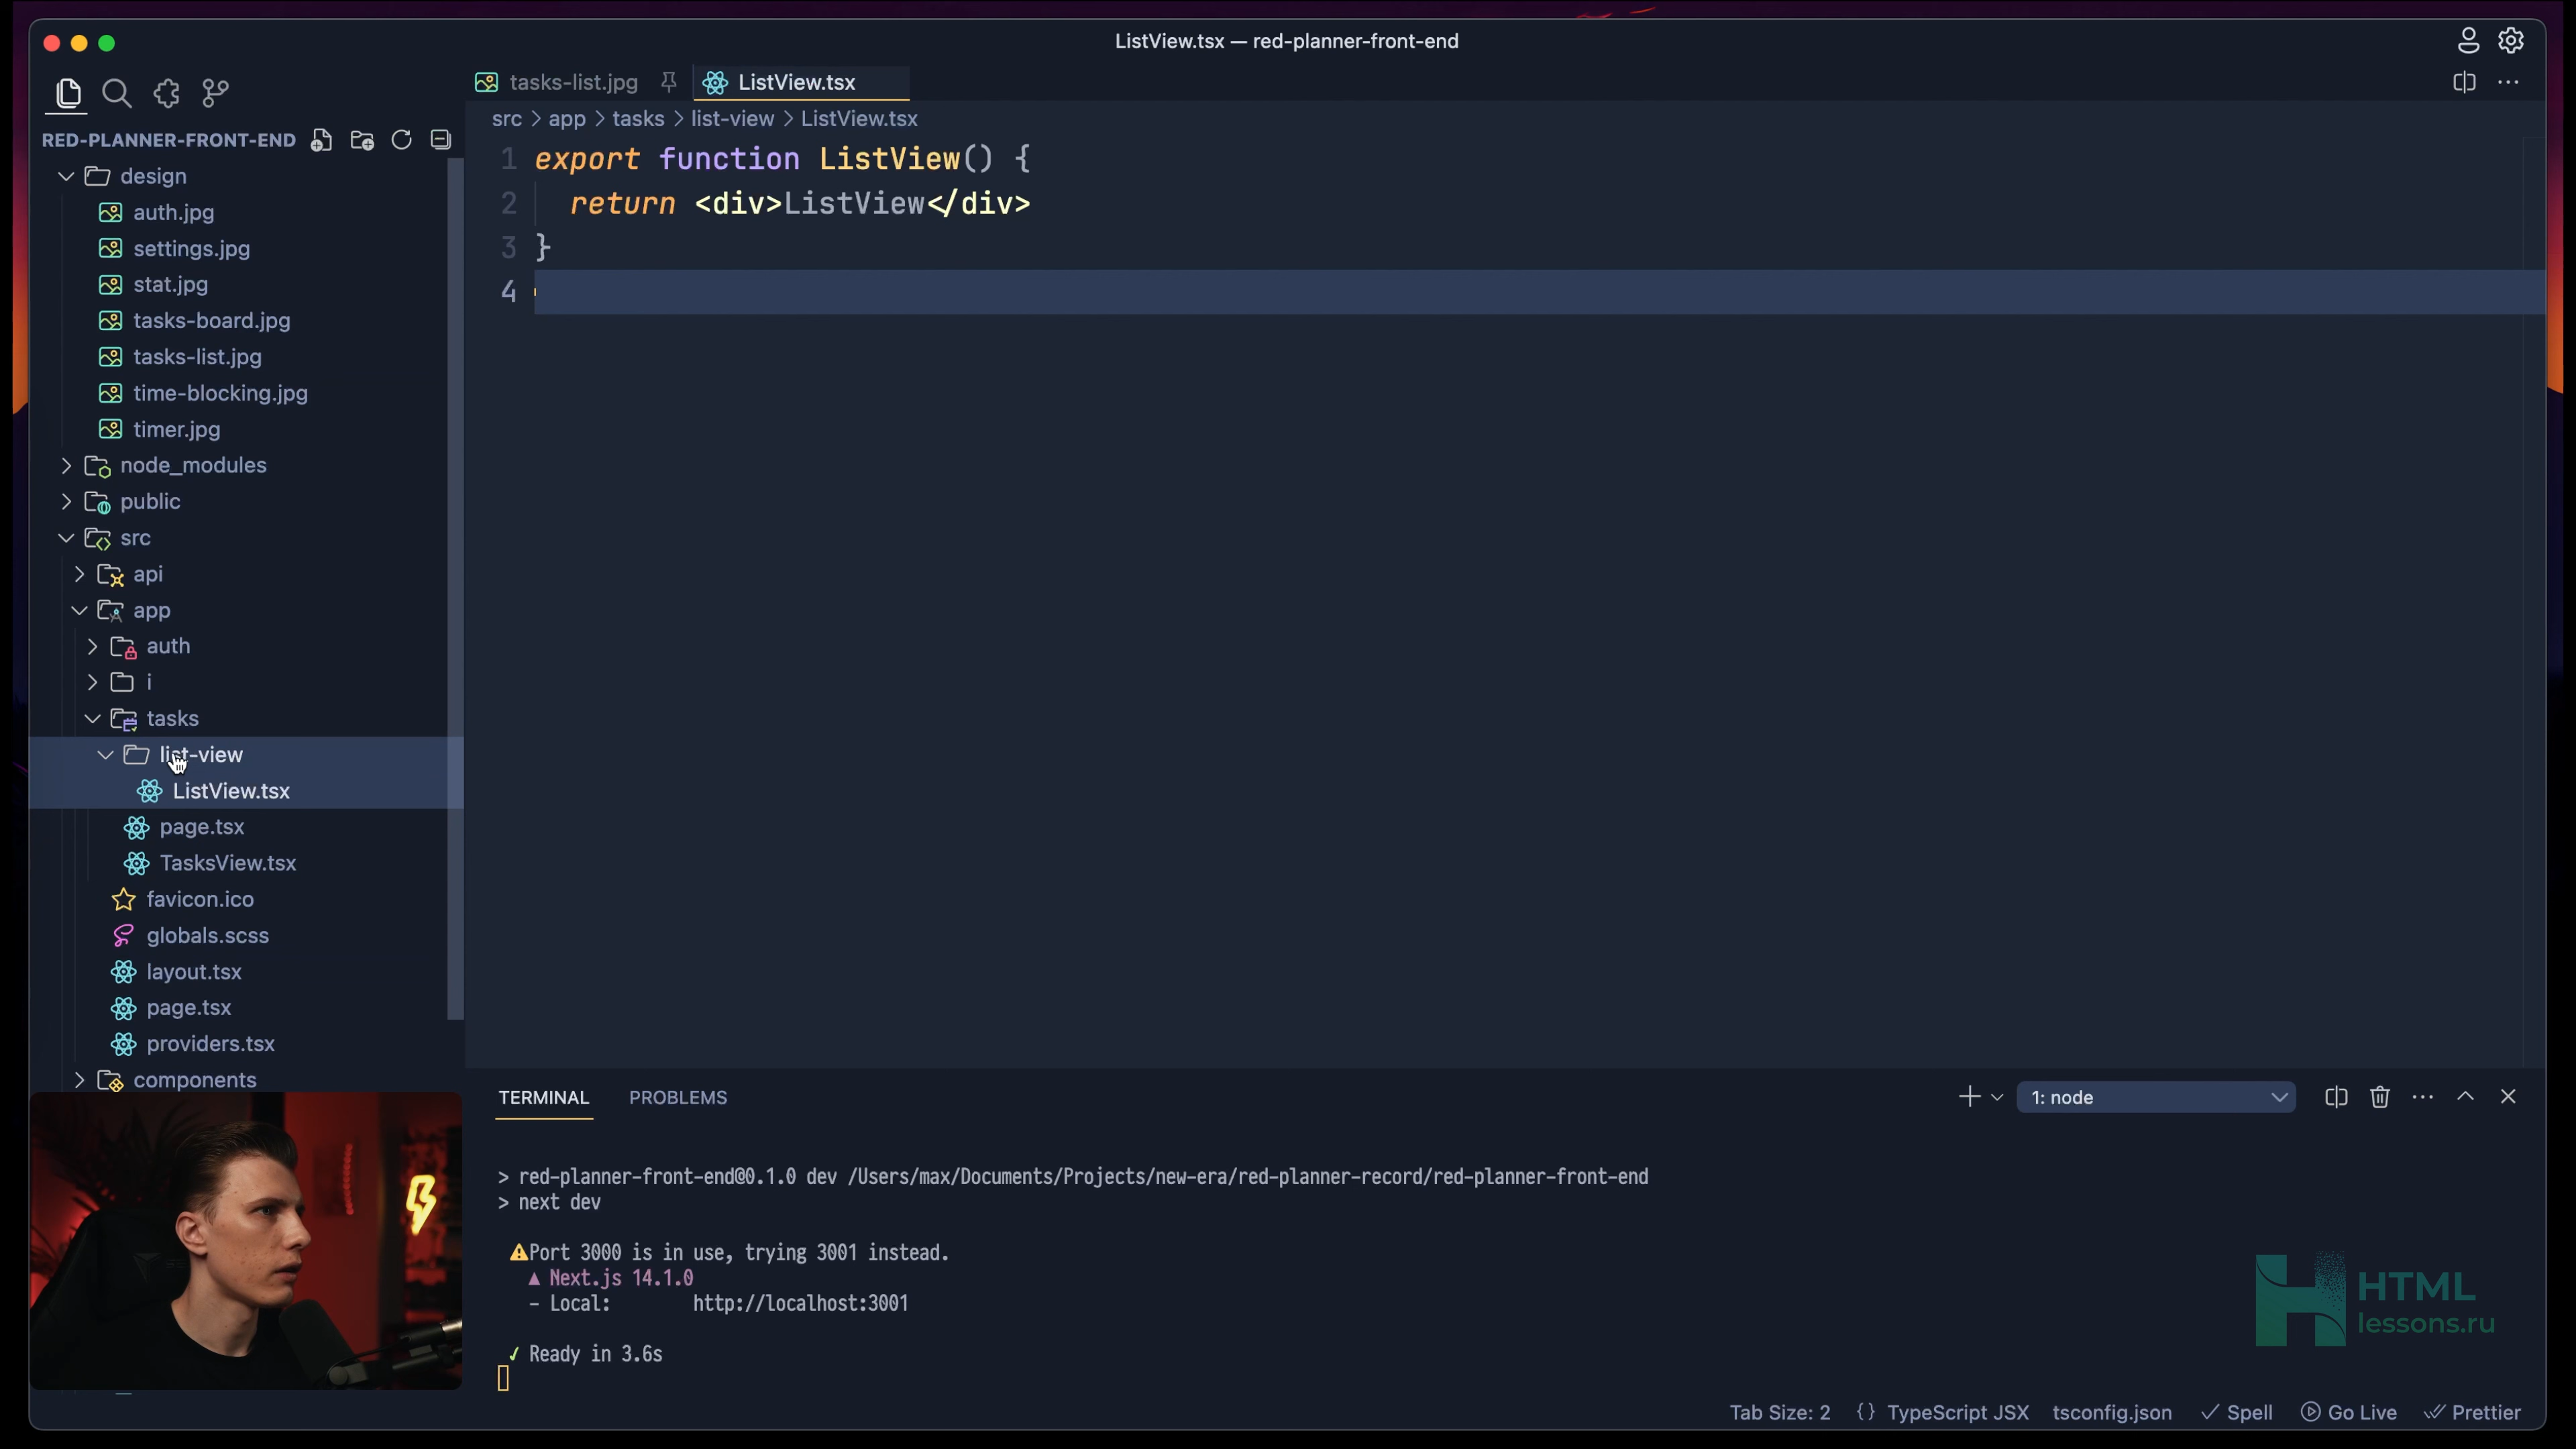 ListView.tsx — red-planner-front-end
tasks-list.jpg
ListView.tsx
RED-PLANNER-FRONT-END
design
auth.jpg
settings.jpg
stat.jpg
tasks-board.jpg
tasks-list.jpg
time-blocking.jpg
timer.jpg
node_modules
public
src
api
app
auth
i
tasks
list-view
ListView.tsx
page.tsx
TasksView.tsx
favicon.ico
globals.scss
layout.tsx
page.tsx
providers.tsx
components
src > app > tasks > list-view > ListView.tsx
1 export function ListView() {
2 return <div>ListView</div>
3 }
4
TERMINAL PROBLEMS
1: node
> red-planner-front-end@0.1.0 dev /Users/max/Documents/Projects/new-era/red-planner-record/red-planner-front-end
> next dev
⚠Port 3000 is in use, trying 3001 instead.
▲ Next.js 14.1.0
- Local: http://localhost:3001
✓ Ready in 3.6s
HTML
lessons.ru
Tab Size: 2 {} TypeScript JSX tsconfig.json ✓ Spell Go Live Prettier